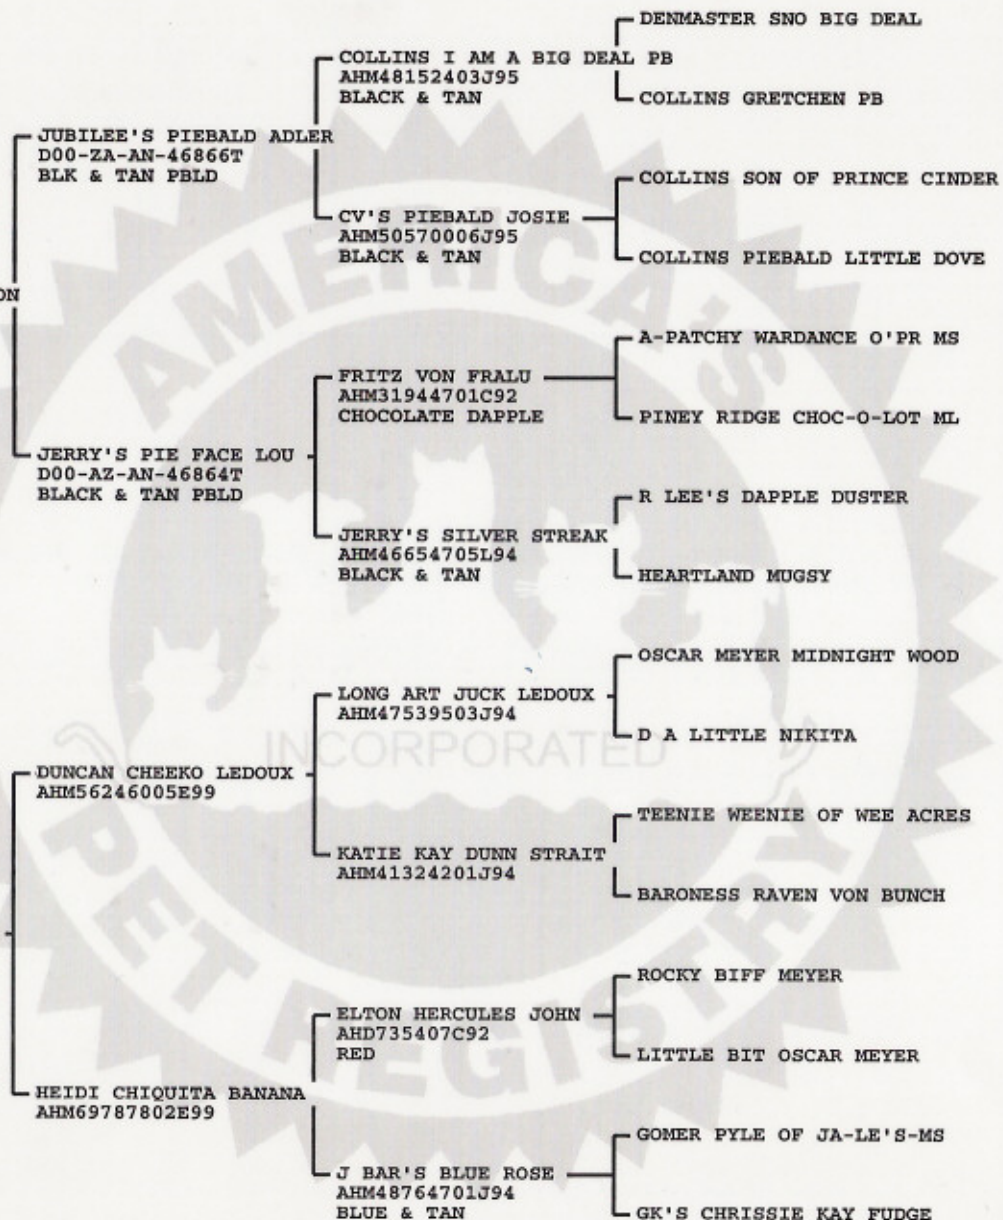 DENMASTER SNO BIG DEAL
COLLINS I AM A BIG DEAL PB
AHM48152403J95
BLACK & TAN
COLLINS GRETCHEN PB
JUBILEE'S PIEBALD ADLER
D00-ZA-AN-46866T
BLK & TAN PBLD
COLLINS SON OF PRINCE CINDER
CV'S PIEBALD JOSIE
AHM50570006J95
BLACK & TAN
COLLINS PIEBALD LITTLE DOVE
ON
A-PATCHY WARDANCE O'PR MS
FRITZ VON FRALU
AHM31944701C92
CHOCOLATE DAPPLE
PINEY RIDGE CHOC-O-LOT ML
JERRY'S PIE FACE LOU
D00-AZ-AN-46864T
BLACK & TAN PBLD
R LEE'S DAPPLE DUSTER
JERRY'S SILVER STREAK
AHM46654705L94
BLACK & TAN
HEARTLAND MUGSY
OSCAR MEYER MIDNIGHT WOOD
LONG ART JUCK LEDOUX
AHM47539503J94
D A LITTLE NIKITA
DUNCAN CHEEKO LEDOUX
AHM56246005E99
TEENIE WEENIE OF WEE ACRES
KATIE KAY DUNN STRAIT
AHM41324201J94
BARONESS RAVEN VON BUNCH
ROCKY BIFF MEYER
ELTON HERCULES JOHN
AHD735407C92
RED
LITTLE BIT OSCAR MEYER
HEIDI CHIQUITA BANANA
AHM69787802E99
GOMER PYLE OF JA-LE'S-MS
J BAR'S BLUE ROSE
AHM48764701J94
BLUE & TAN
GK'S CHRISSIE KAY FUDGE
AMERICA'S
PET REGISTRY
INCORPORATED